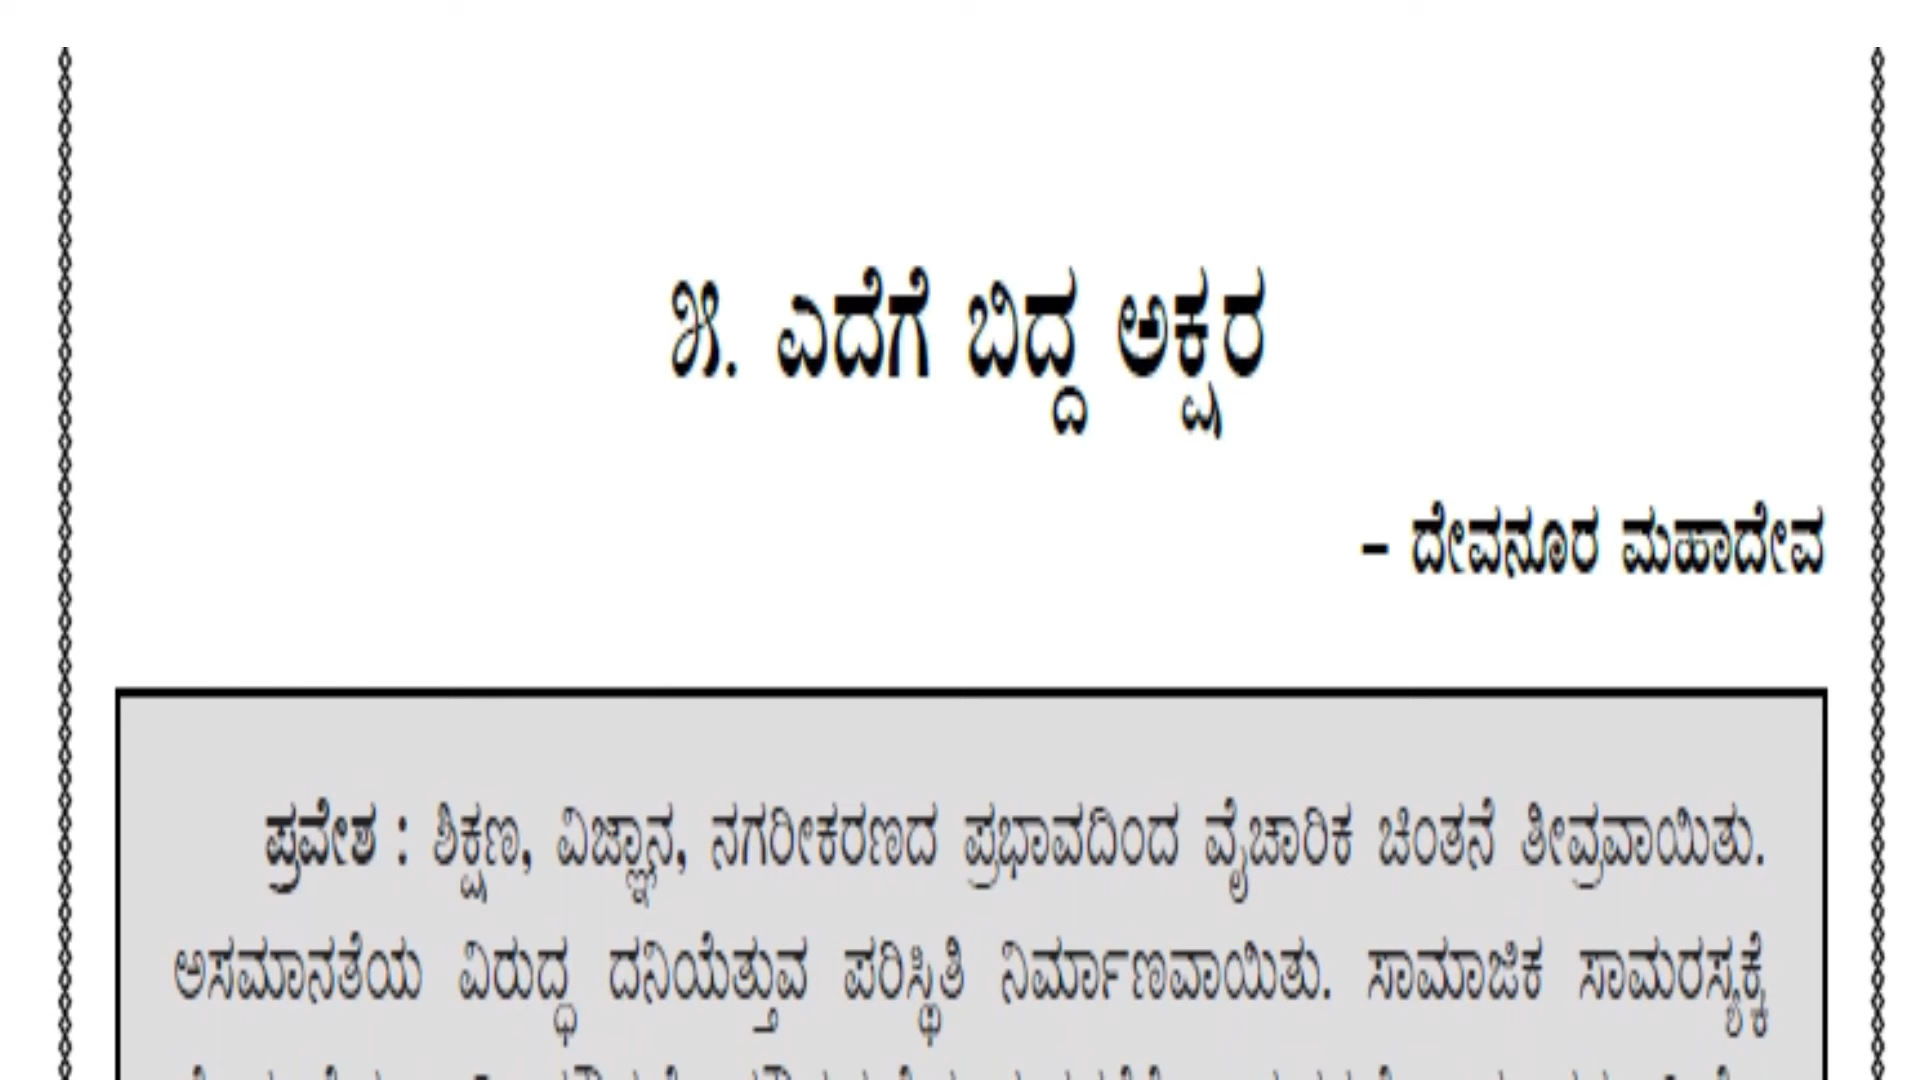 ೫. ಎದೆಗೆ ಬಿದ್ದ ಅಕ್ಷರ
– ದೇವನೂರ ಮಹಾದೇವ
ಪ್ರವೇಶ : ಶಿಕ್ಷಣ, ವಿಜ್ಞಾನ, ನಗರೀಕರಣದ ಪ್ರಭಾವದಿಂದ ವೈಚಾರಿಕ ಚಿಂತನೆ ತೀವ್ರವಾಯಿತು.
ಅಸಮಾನತೆಯ ವಿರುದ್ಧ ದನಿಯೆತ್ತುವ ಪರಿಸ್ಥಿತಿ ನಿರ್ಮಾಣವಾಯಿತು. ಸಾಮಾಜಿಕ ಸಾಮರಸ್ಯಕ್ಕೆ